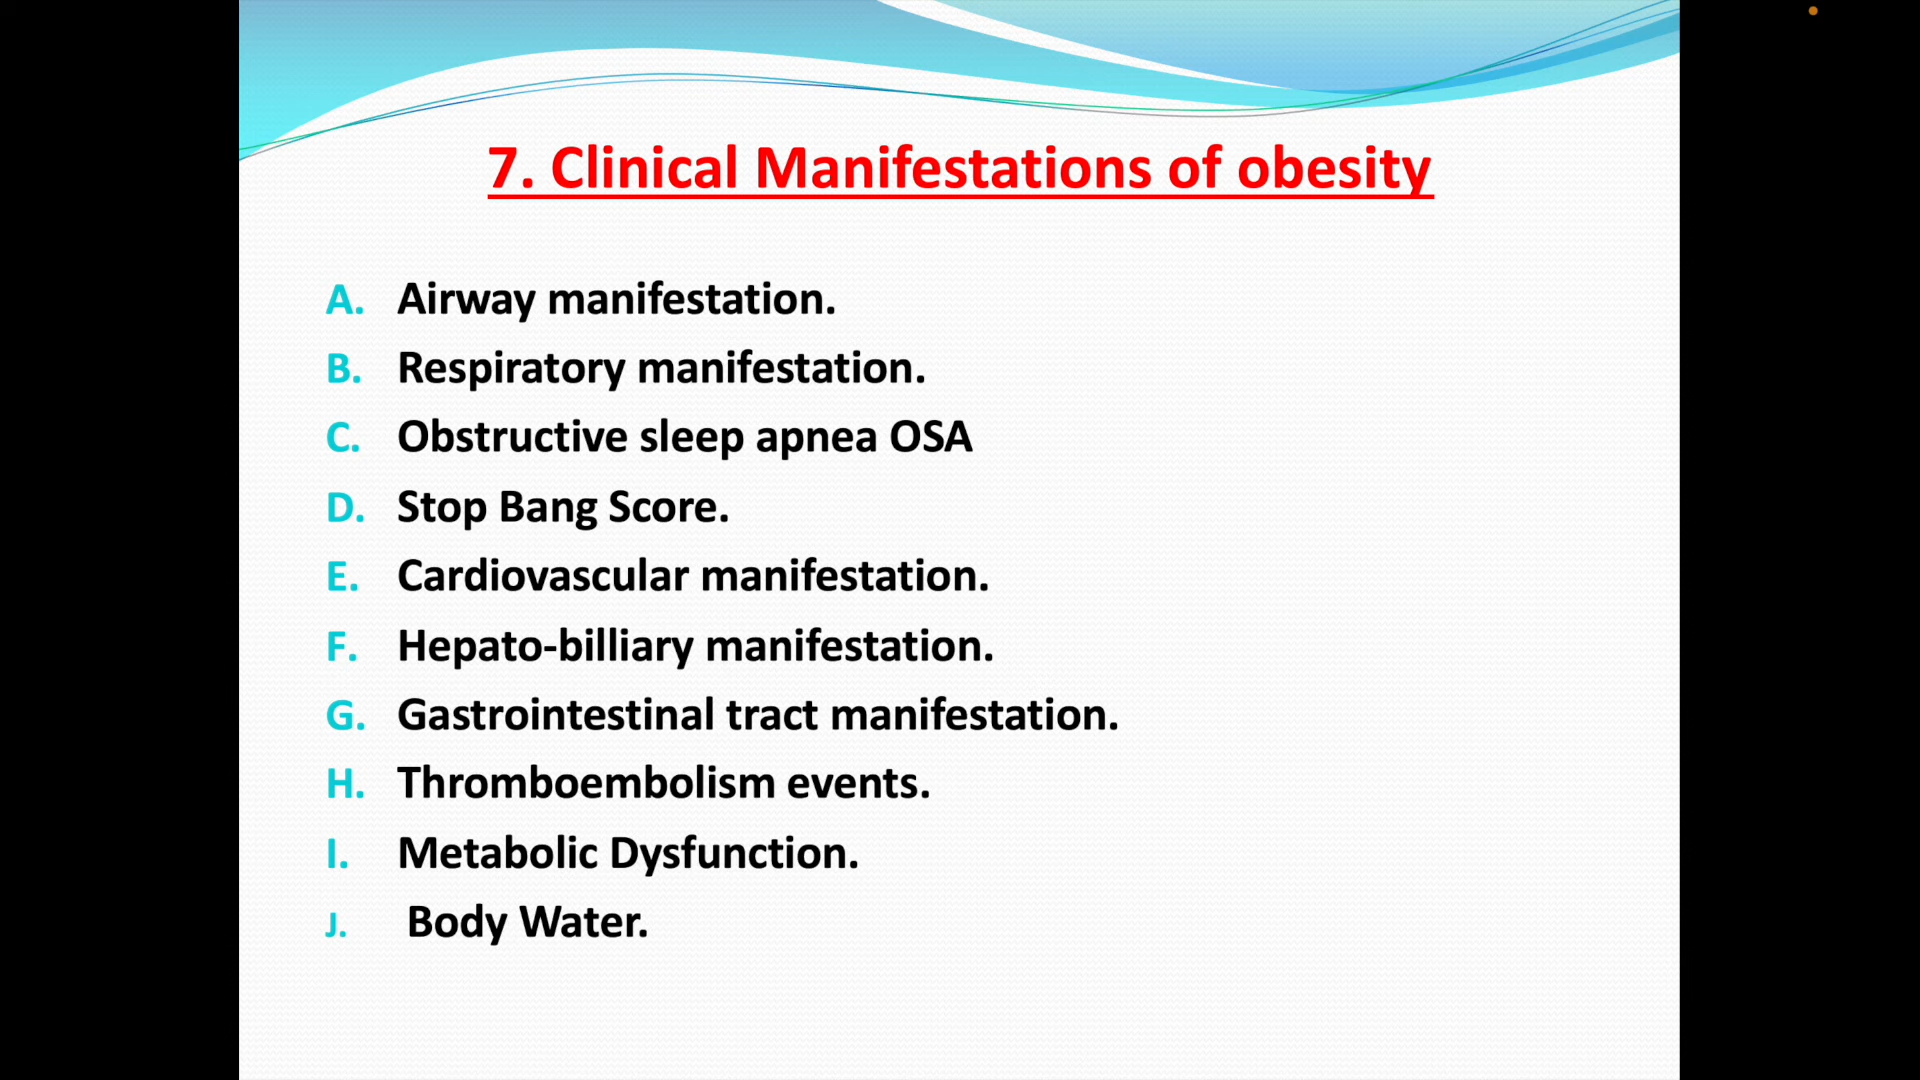 7. Clinical Manifestations of obesity
A. Airway manifestation.
B. Respiratory manifestation.
C. Obstructive sleep apnea OSA
D. Stop Bang Score.
E. Cardiovascular manifestation.
F. Hepato-billiary manifestation.
G. Gastrointestinal tract manifestation.
H. Thromboembolism events.
I. Metabolic Dysfunction.
J. Body Water.